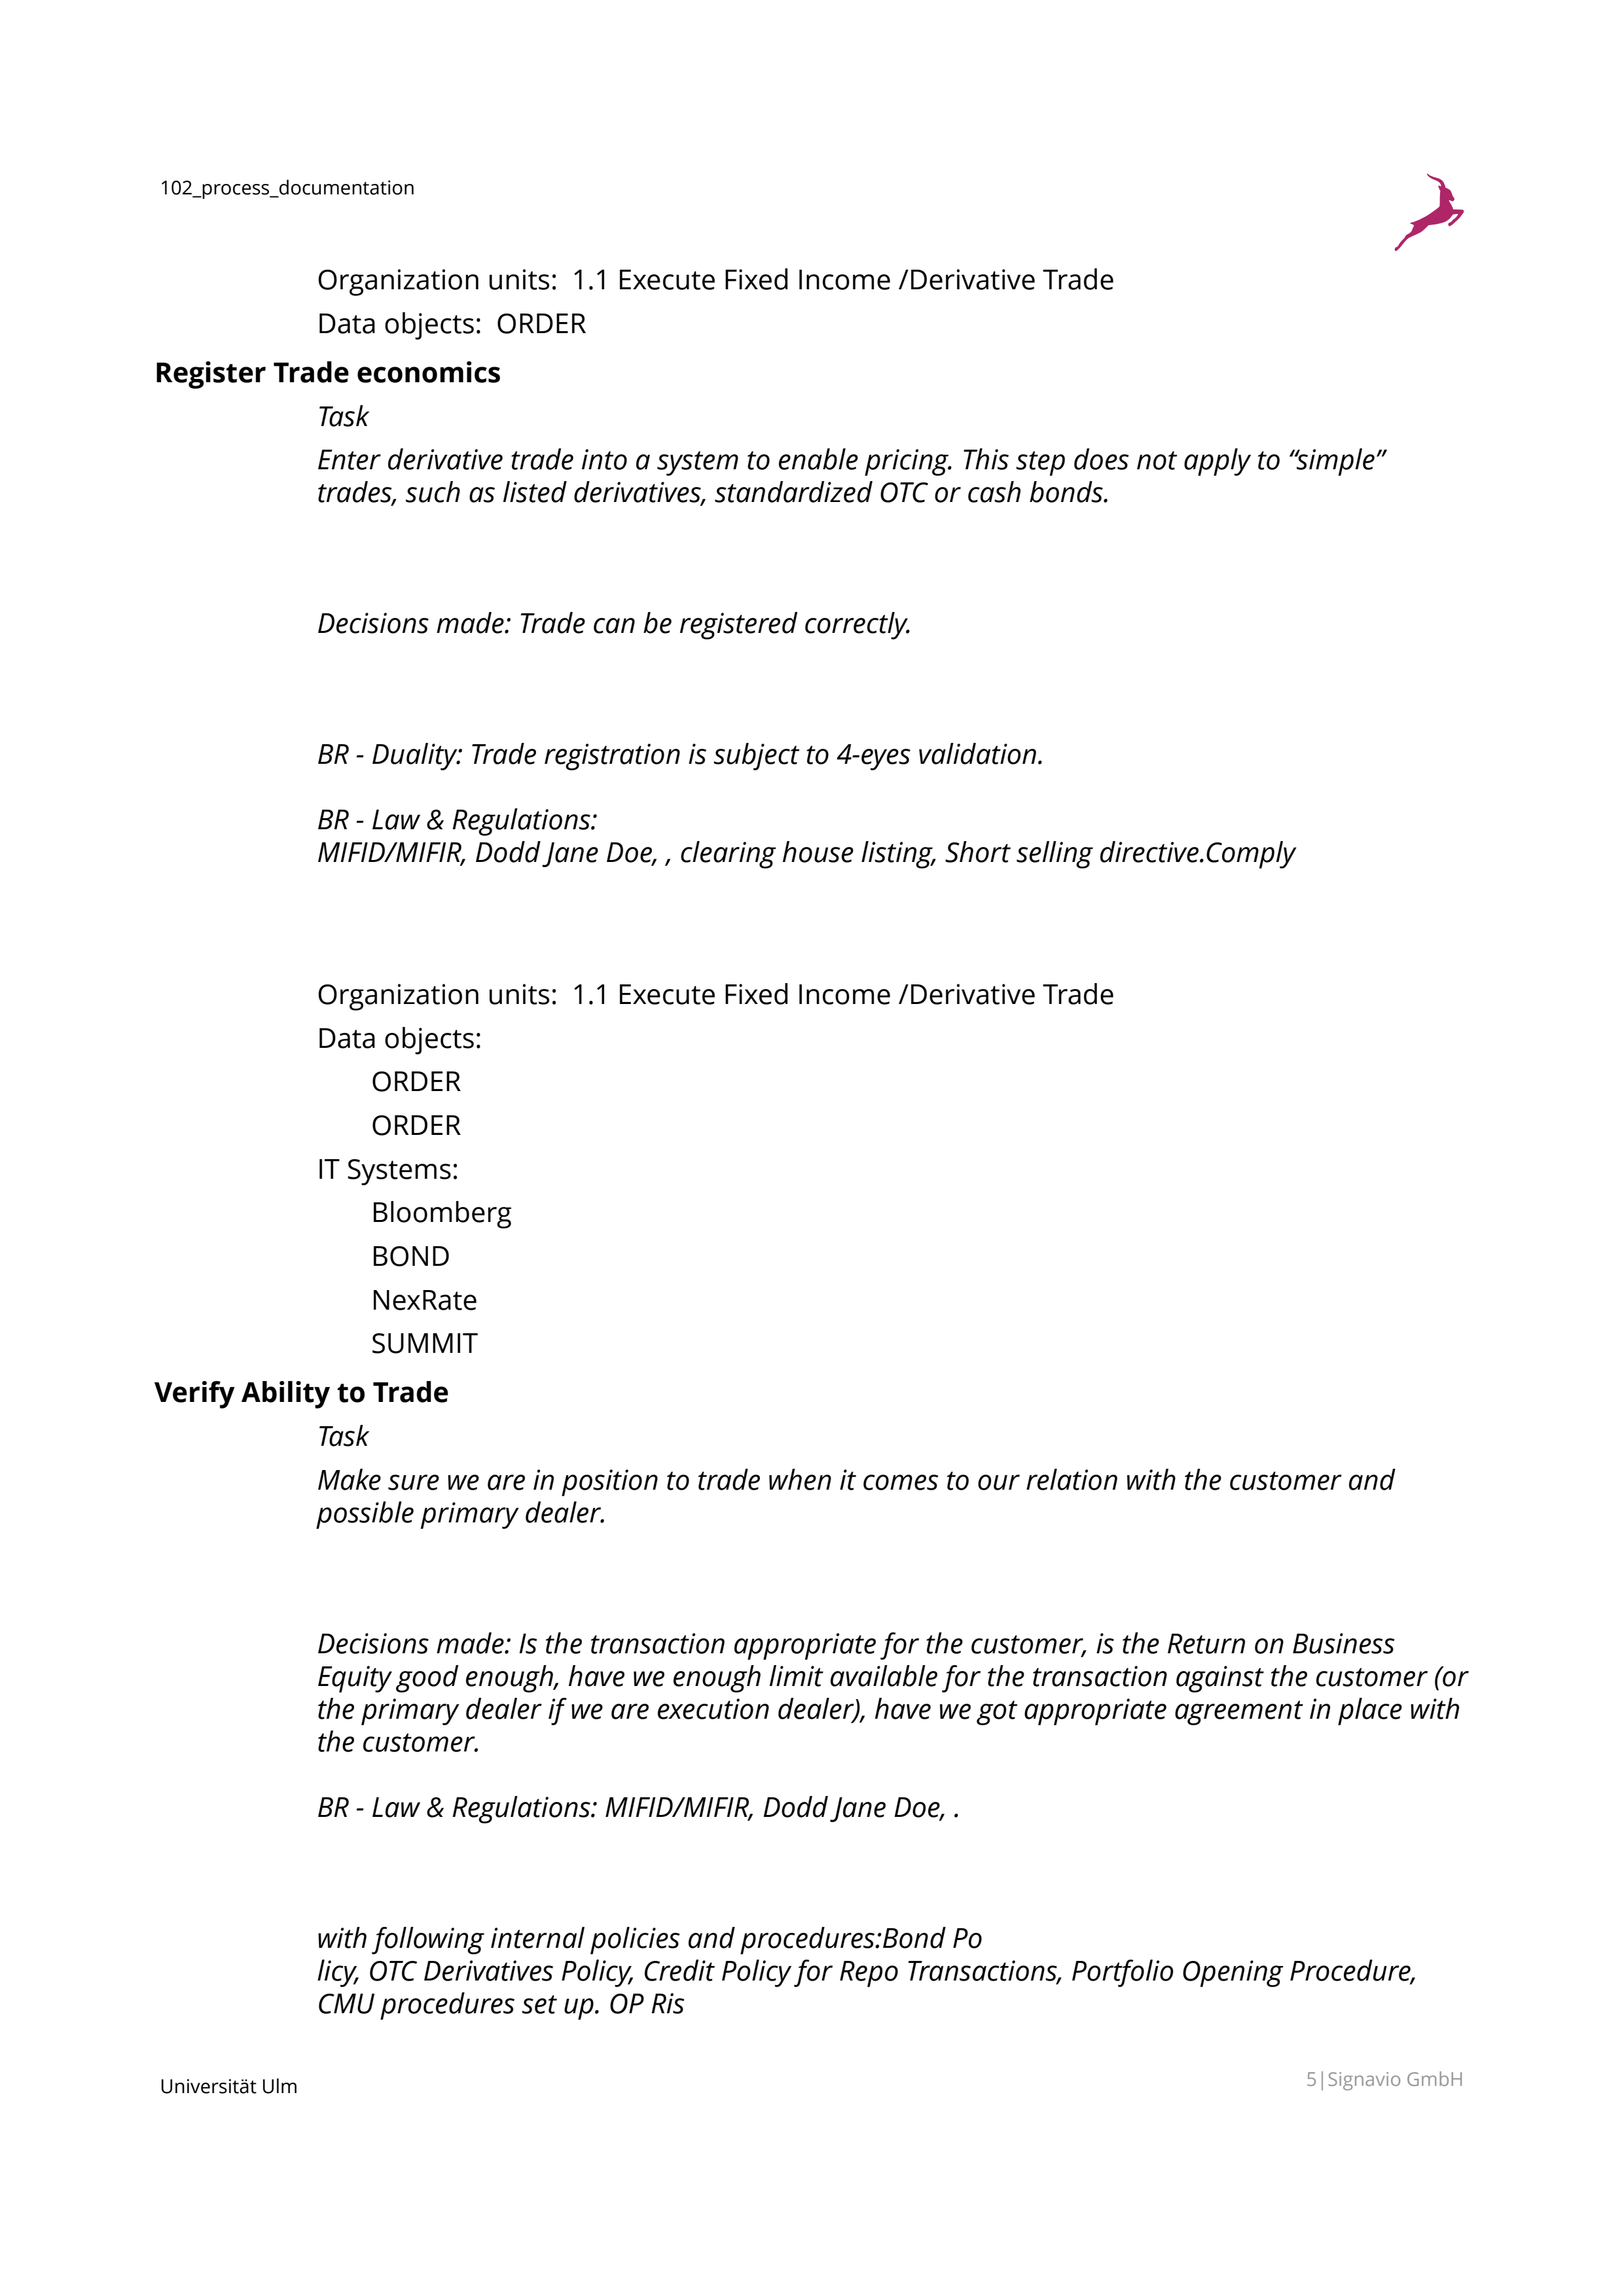 102_process_documentation
Organization units:  1.1 Execute Fixed Income /Derivative Trade
Data objects:  ORDER
Register Trade economics
Task
Enter derivative trade into a system to enable pricing. This step does not apply to “simple”
trades, such as listed derivatives, standardized OTC or cash bonds.
Decisions made: Trade can be registered correctly.
BR - Duality: Trade registration is subject to 4-eyes validation.
BR - Law & Regulations:
MIFID/MIFIR, Dodd Jane Doe, , clearing house listing, Short selling directive.Comply
Organization units:  1.1 Execute Fixed Income /Derivative Trade
Data objects:
ORDER
ORDER
IT Systems:
Bloomberg
BOND
NexRate
SUMMIT
Verify Ability to Trade
Task
Make sure we are in position to trade when it comes to our relation with the customer and
possible primary dealer.
Decisions made: Is the transaction appropriate for the customer, is the Return on Business
Equity good enough, have we enough limit available for the transaction against the customer (or
the primary dealer if we are execution dealer), have we got appropriate agreement in place with
the customer.
BR - Law & Regulations: MIFID/MIFIR, Dodd Jane Doe, .
with following internal policies and procedures:Bond Po
licy, OTC Derivatives Policy, Credit Policy for Repo Transactions, Portfolio Opening Procedure,
CMU procedures set up. OP Ris
Universität Ulm
5|Signavio GmbH